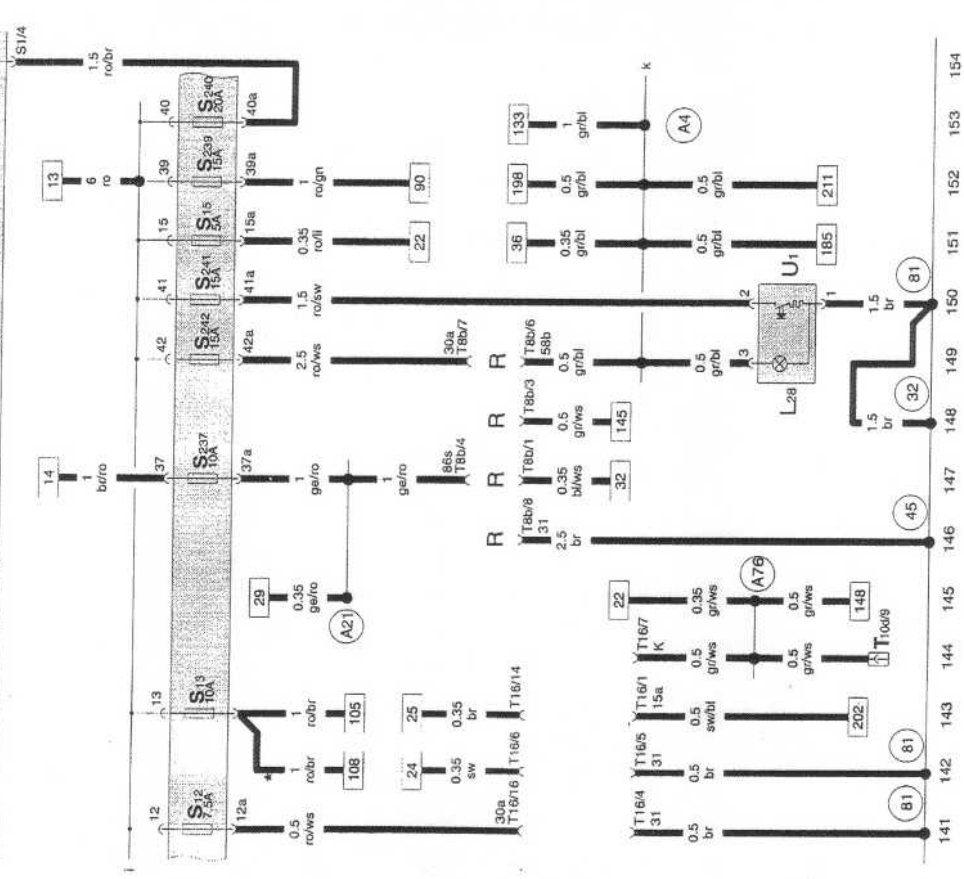 S1/4
1.5
ro/br
13
6
ro
14
1
br/ro
12
S12
7.5A
12a
13
S13
10A
37
S237
10A
37a
42
S242
15A
42a
41
S241
15A
41a
15
S15
5A
15a
39
S239
15A
39a
40
S240
20A
40a
0.5
ro/ws
30a
T16/16
*
1
ro/br
108
1
ro/br
105
24
0.35
sw
T16/6
25
0.35
br
T16/14
29
0.35
ge/ro
A21
1
ge/ro
1
ge/ro
86s
T8b/4
2.5
ro/ws
30a
T8b/7
1.5
ro/sw
0.35
ro/li
22
1
ro/gn
90
R
T8b/8
31
2.5
br
R
T8b/1
0.35
bl/ws
32
R
T8b/3
0.5
gr/ws
145
R
T8b/6
58b
0.5
gr/bl
0.5
gr/bl
36
0.35
gr/bl
0.5
gr/bl
185
198
0.5
gr/bl
0.5
gr/bl
211
133
1
gr/bl
k
A4
U1
2
3
1
L28
1.5
br
1.5
br
T16/4
31
0.5
br
T16/5
31
0.5
br
T16/1
15a
0.5
sw/bl
202
T16/7
K
0.5
gr/ws
0.5
gr/ws
T10d/9
22
0.35
gr/ws
A76
0.5
gr/ws
148
81
81
45
32
81
141
142
143
144
145
146
147
148
149
150
151
152
153
154